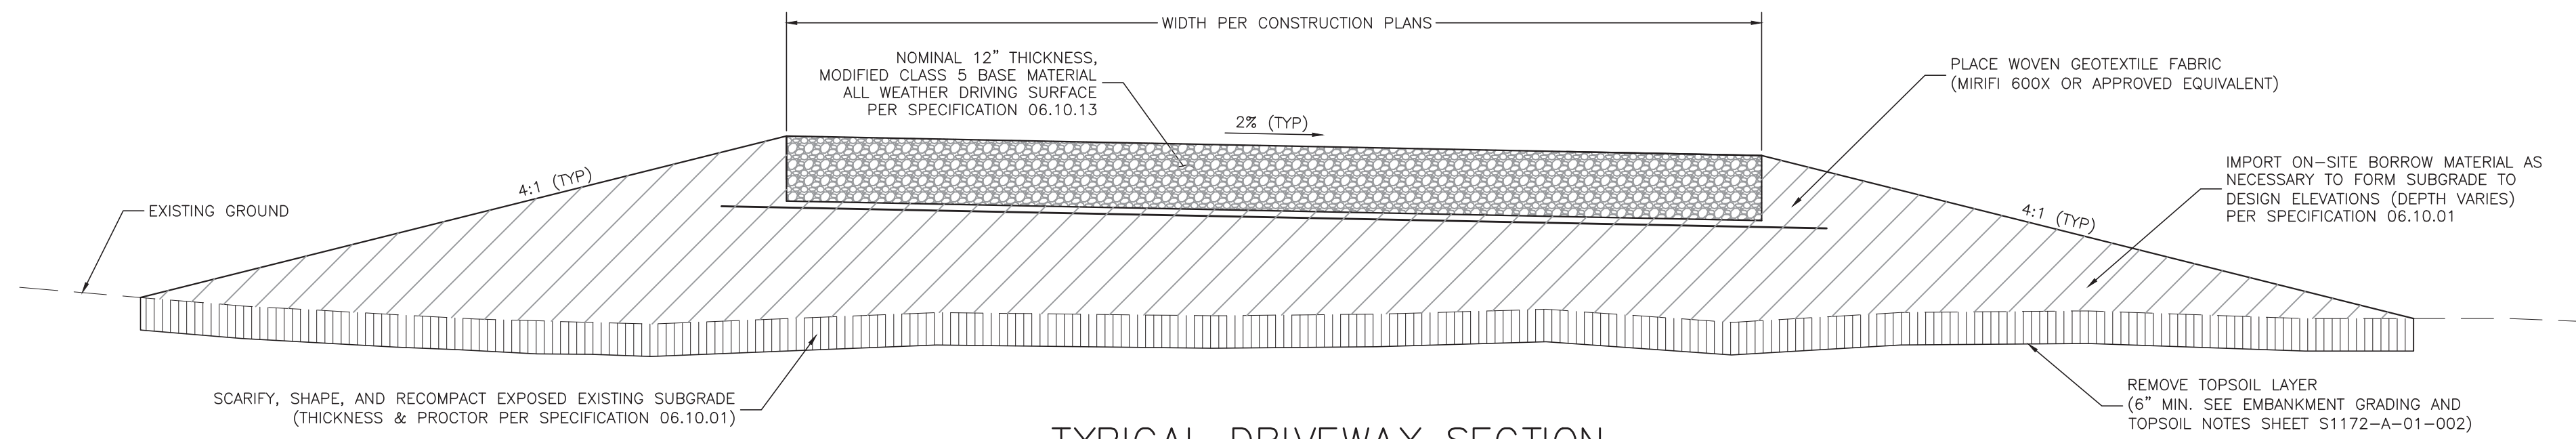 WIDTH PER CONSTRUCTION PLANS
NOMINAL 12" THICKNESS,
MODIFIED CLASS 5 BASE MATERIAL
ALL WEATHER DRIVING SURFACE
PER SPECIFICATION 06.10.13
PLACE WOVEN GEOTEXTILE FABRIC
(MIRIFI 600X OR APPROVED EQUIVALENT)
2% (TYP)
4:1 (TYP)
EXISTING GROUND
IMPORT ON-SITE BORROW MATERIAL AS
NECESSARY TO FORM SUBGRADE TO
DESIGN ELEVATIONS (DEPTH VARIES)
PER SPECIFICATION 06.10.01
4:1 (TYP)
SCARIFY, SHAPE, AND RECOMPACT EXPOSED EXISTING SUBGRADE
(THICKNESS & PROCTOR PER SPECIFICATION 06.10.01)
REMOVE TOPSOIL LAYER
(6" MIN. SEE EMBANKMENT GRADING AND
TOPSOIL NOTES SHEET S1172-A-01-002)
TYPICAL DRIVEWAY SECTION